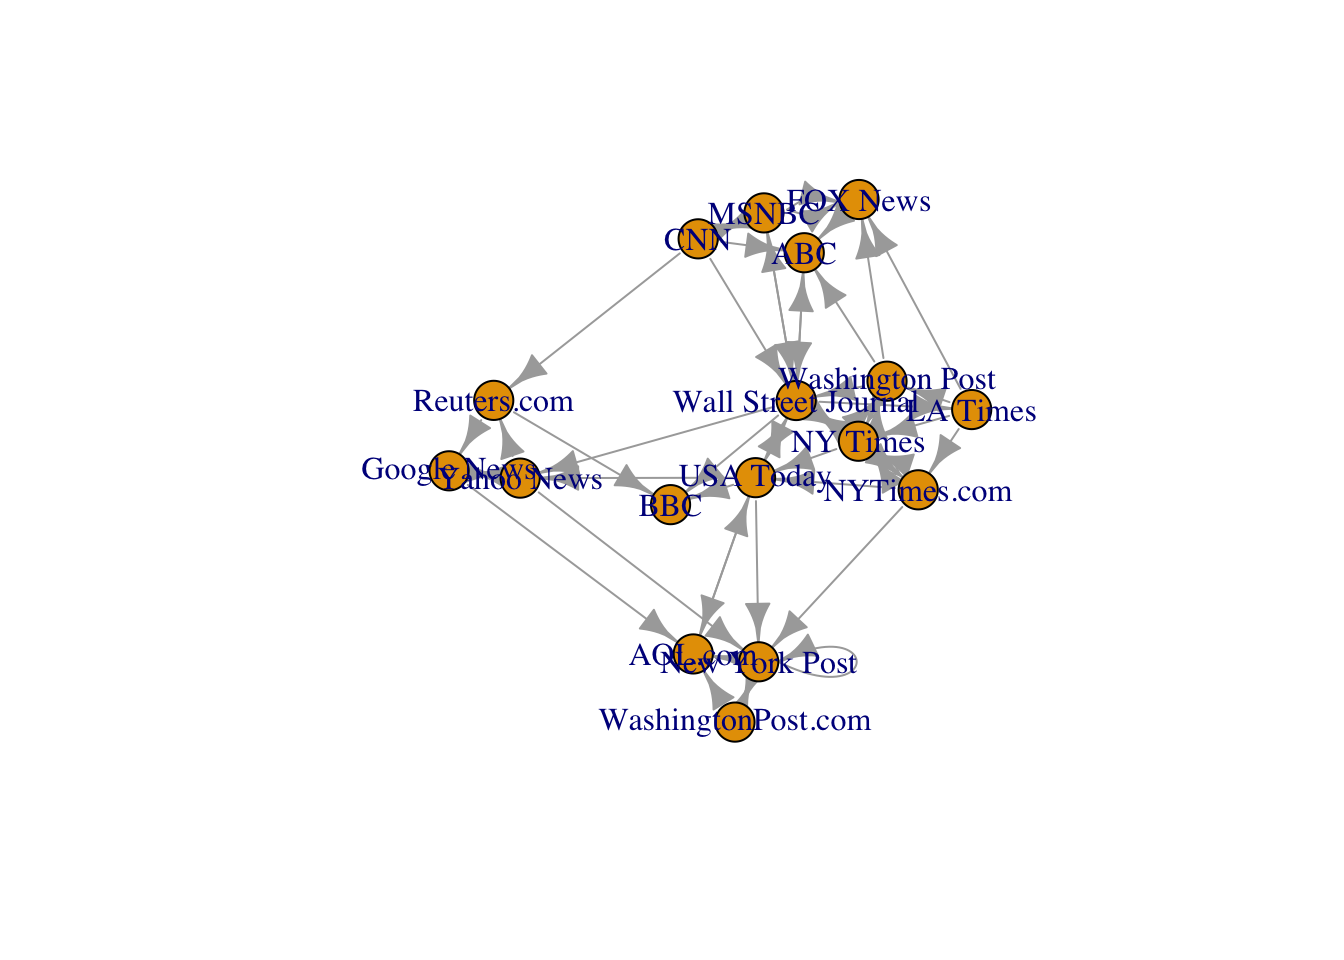 FOX News
MSNBC
CNN
ABC
Washington Post
Wall Street Journal
LA Times
Reuters.com
NY Times
Google News
Yahoo News
USA Today
NYTimes.com
BBC
AOL.com
New York Post
WashingtonPost.com